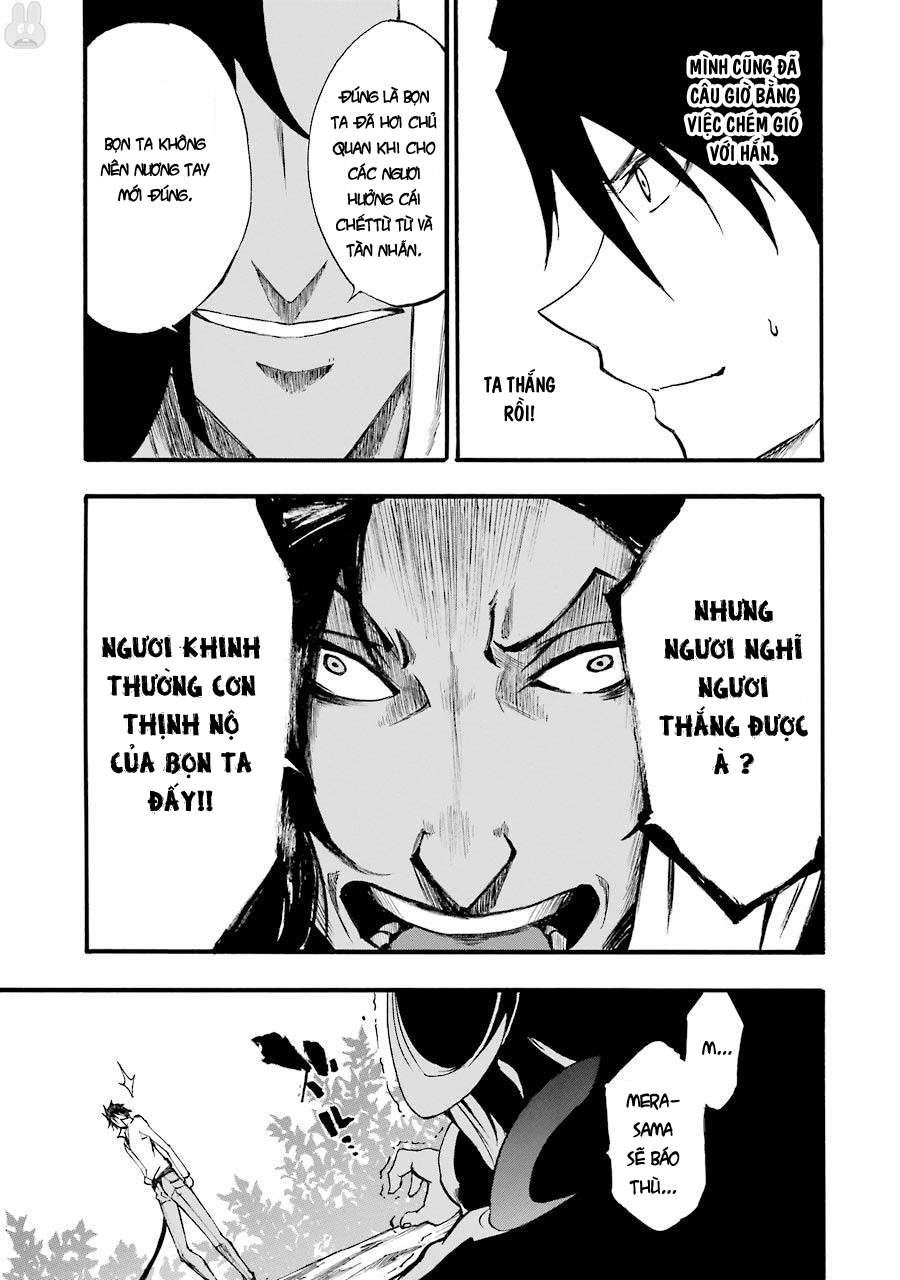 MÌNH CŨNG ĐÃ
CÂU GIỜ BẰNG
VIỆC CHÉM GIÓ
VỚI HẮN.
TA THẮNG
RỒI!
ĐÚNG LÀ BỌN
TA ĐÃ HƠI CHỦ
QUAN KHI CHO
CÁC NGƯƠI
HƯỞNG CÁI
CHẾTTỪ TỪ VÀ
TÀN NHẪN.
BỌN TA KHÔNG
NÊN NƯƠNG TAY
MỚI ĐÚNG.
NHƯNG
NGƯƠI NGHĨ
NGƯƠI
THẮNG ĐƯỢC
À ?
NGƯƠI KHINH
THƯỜNG CƠN
THỊNH NỘ
CỦA BỌN TA
ĐẤY!!
M...
MERA-
SAMA
SẼ BÁO
THÙ...